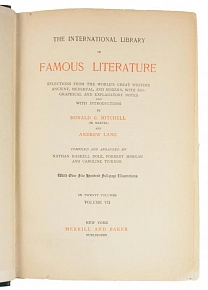 THE INTERNATIONAL LIBRARY
OF
FAMOUS LITERATURE
SELECTIONS FROM THE WORLD'S GREAT WRITERS
ANCIENT, MEDIAEVAL, AND MODERN, WITH BIO-
GRAPHICAL AND EXPLANATORY NOTES
AND
WITH INTRODUCTIONS
BY
DONALD G. MITCHELL
AND
ANDREW LANG
COMPILED AND ARRANGED BY
NATHAN HASKELL DOLE, FORREST MORGAN
AND CAROLINE TICKNOR
With Over Five Hundred Full-page Illustrations
IN TWENTY VOLUMES
VOLUME VII
NEW YORK
MERRILL AND BAKER
PUBLISHERS